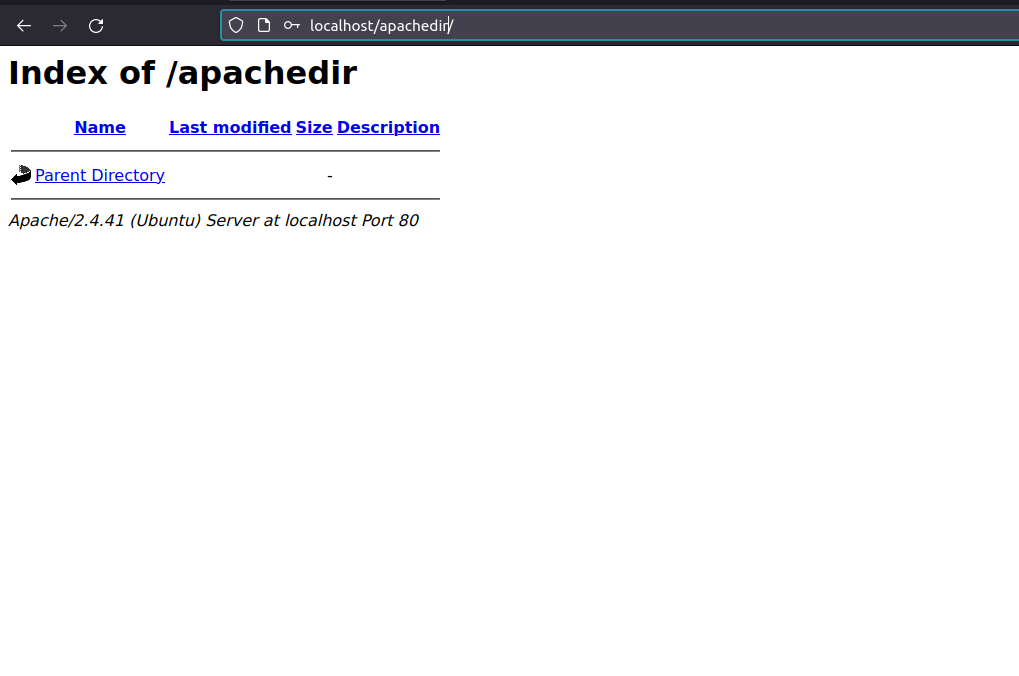 localhost/apachedir/
Index of /apachedir
Name Last modified Size Description
Parent Directory -
Apache/2.4.41 (Ubuntu) Server at localhost Port 80